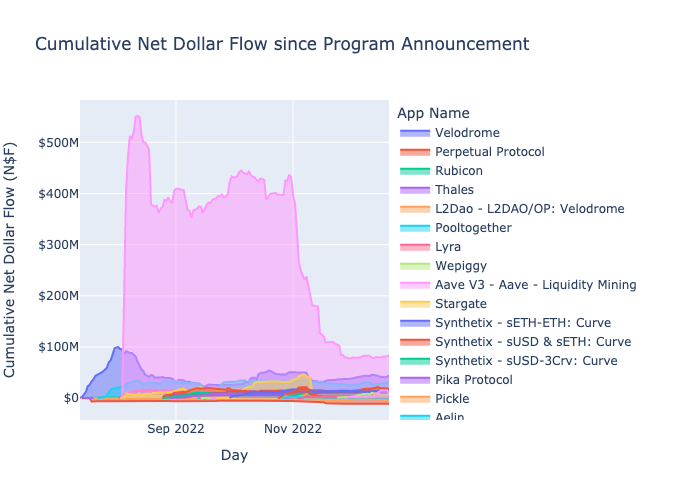 Cumulative Net Dollar Flow since Program Announcement
Cumulative Net Dollar Flow (N$F)
$500M
$400M
$300M
$200M
$100M
$0
Sep 2022
Nov 2022
Day
App Name
Velodrome
Perpetual Protocol
Rubicon
Thales
L2Dao - L2DAO/OP: Velodrome
Pooltogether
Lyra
Wepiggy
Aave V3 - Aave - Liquidity Mining
Stargate
Synthetix - sETH-ETH: Curve
Synthetix - sUSD & sETH: Curve
Synthetix - sUSD-3Crv: Curve
Pika Protocol
Pickle
Aelin